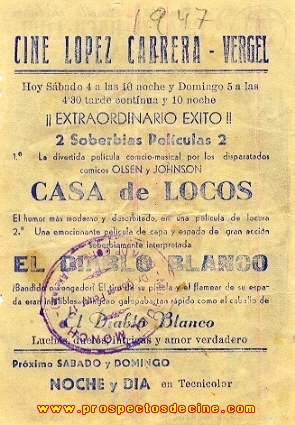 1947
CINE LOPEZ CARRERA - VERGEL
Hoy Sábado 4 a las 10 noche y Domingo 5 a las
4'30 tarde contínua y 10 noche
¡¡ EXTRAORDINARIO EXITO !!
2 Soberbias Películas 2
1.ª La divertida película comcio-musical por los disparatados
comicos OLSEN y JOHNSON
CASA de LOCOS
El humor más moderno y desorbitado, en una película de locura
2.ª Una emocionante película de capa y espada de gran acción
soberbiamente interpretada
EL DIABLO BLANCO
¡Bandido o vengador! El tiro de su pistola y el flamear de su espa-
da eran infalibles galopaba tan rápido como el caballo de
El Diablo Blanco
Luchas, duelos, intrigas y amor verdadero
Próximo SABADO y DOMINGO
NOCHE y DIA en Tecnicolor
www.prospectosdecine.com